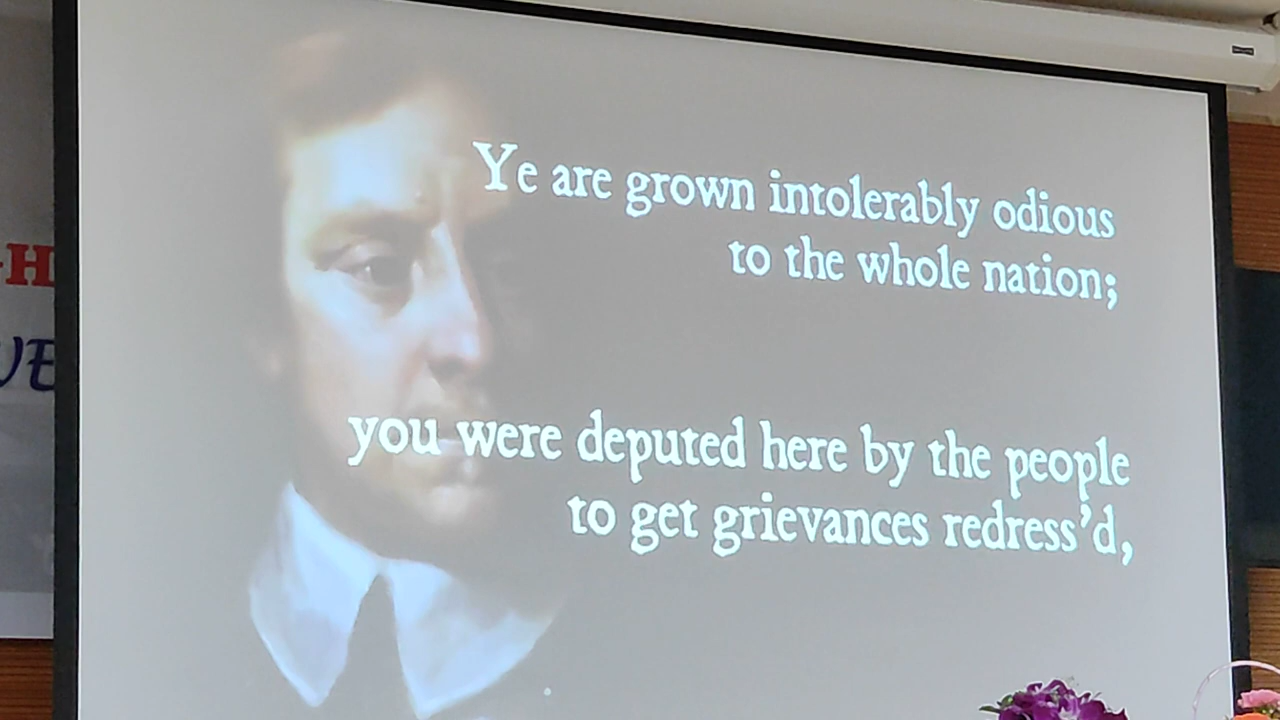 Ye are grown intolerably odious
to the whole nation;
you were deputed here by the people
to get grievances redress'd,
-H
VE